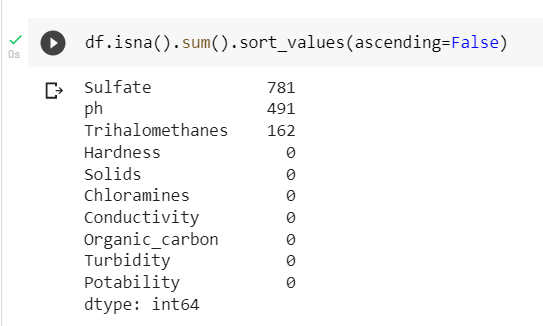 df.isna().sum().sort_values(ascending=False)
0s
Sulfate 781
ph 491
Trihalomethanes 162
Hardness 0
Solids 0
Chloramines 0
Conductivity 0
Organic_carbon 0
Turbidity 0
Potability 0
dtype: int64